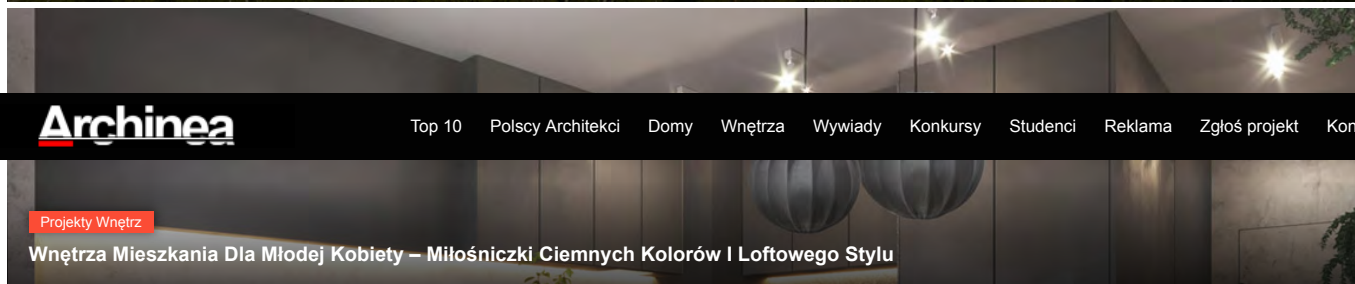 Archinea
Top 10 Polscy Architekci Domy Wnętrza Wywiady Konkursy Studenci Reklama Zgłoś projekt Kon
Projekty Wnętrz
Wnętrza Mieszkania Dla Młodej Kobiety – Miłośniczki Ciemnych Kolorów I Loftowego Stylu